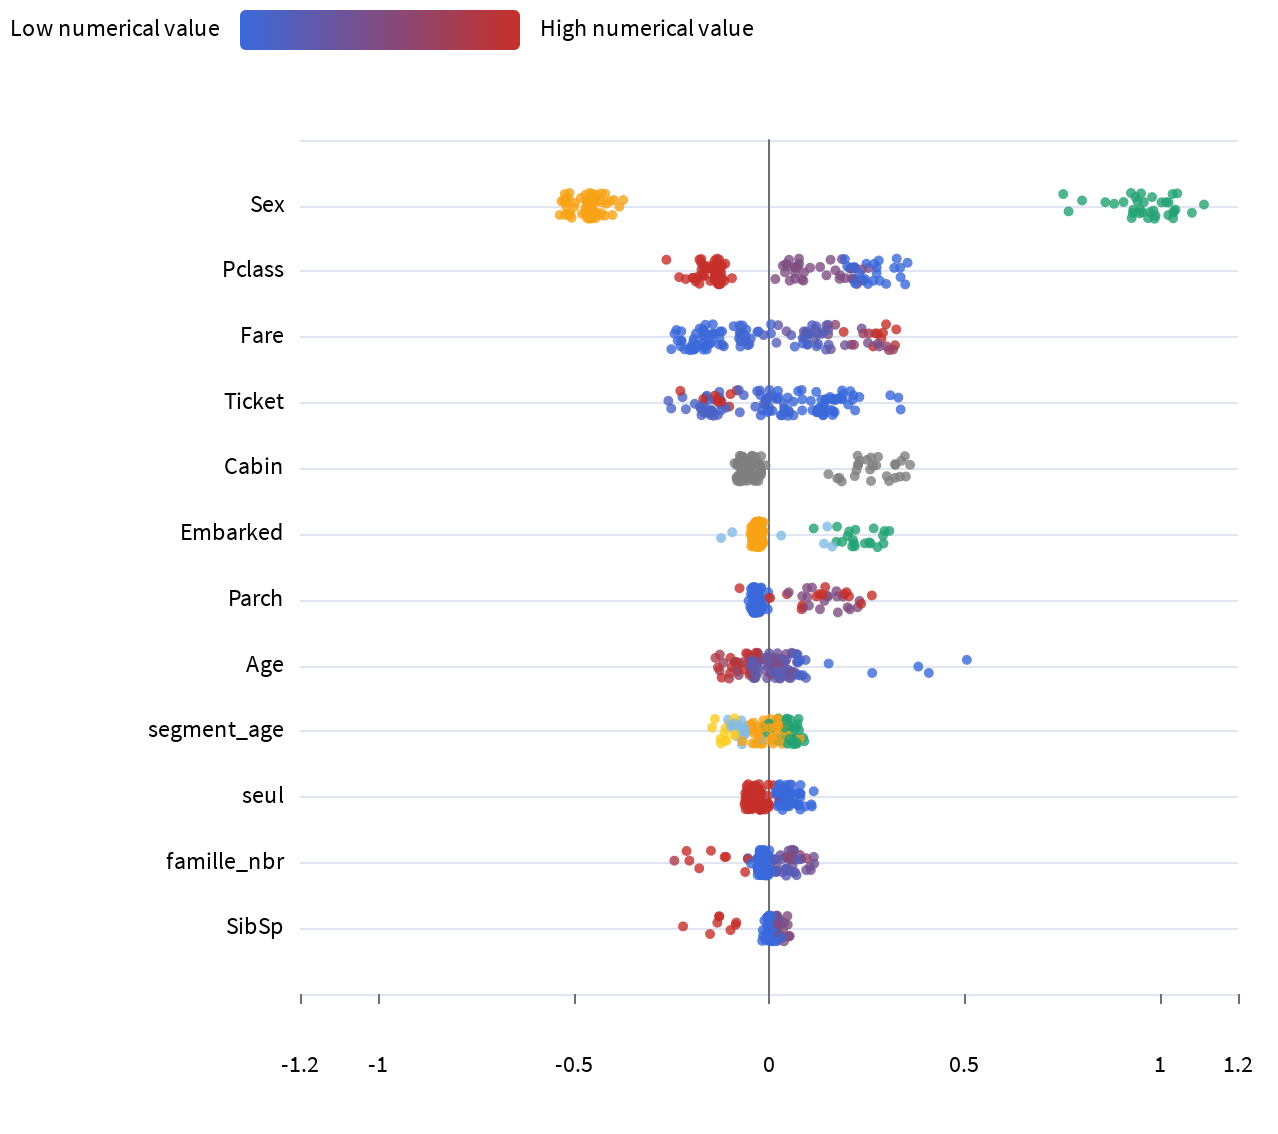 Low numerical value High numerical value
Sex
Pclass
Fare
Ticket
Cabin
Embarked
Parch
Age
segment_age
seul
famille_nbr
SibSp
-1.2 -1 -0.5 0 0.5 1 1.2